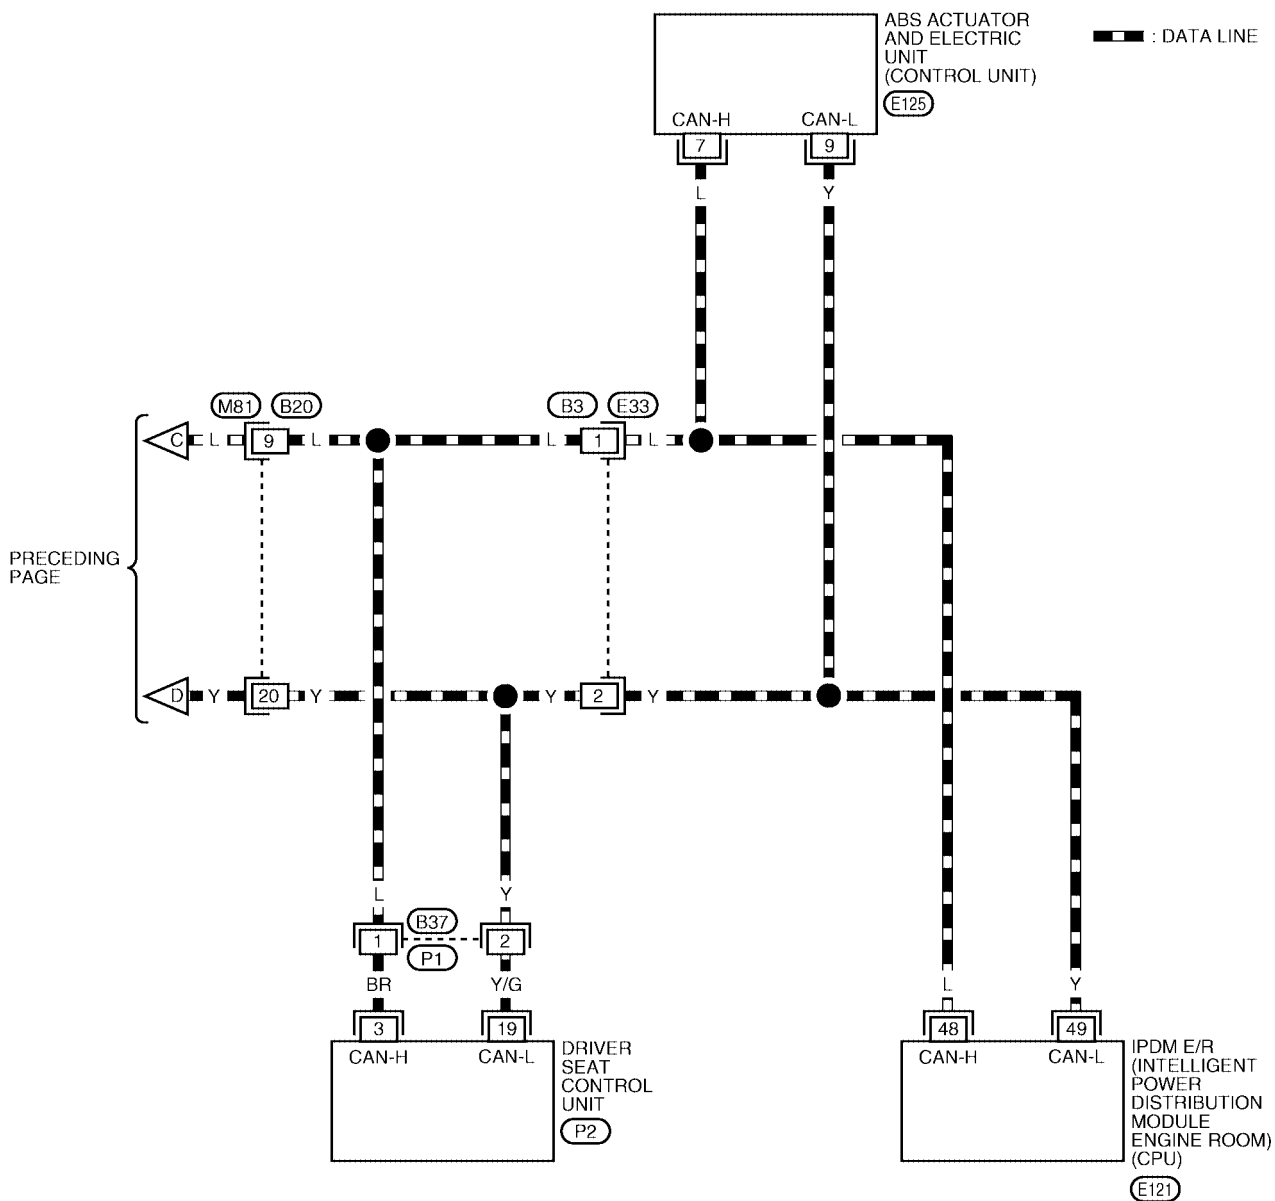 ABS ACTUATOR
AND ELECTRIC
UNIT
(CONTROL UNIT)
E125
: DATA LINE
CAN-H CAN-L
7 9
L Y
M81 B20 B3 E33
C L 9 L L 1 L
PRECEDING
PAGE
D Y 20 Y Y 2 Y
L Y
B37
1 2
P1
BR Y/G
3 19
CAN-H CAN-L
DRIVER
SEAT
CONTROL
UNIT
P2
L Y
48 49
CAN-H CAN-L
IPDM E/R
(INTELLIGENT
POWER
DISTRIBUTION
MODULE
ENGINE ROOM)
(CPU)
E121